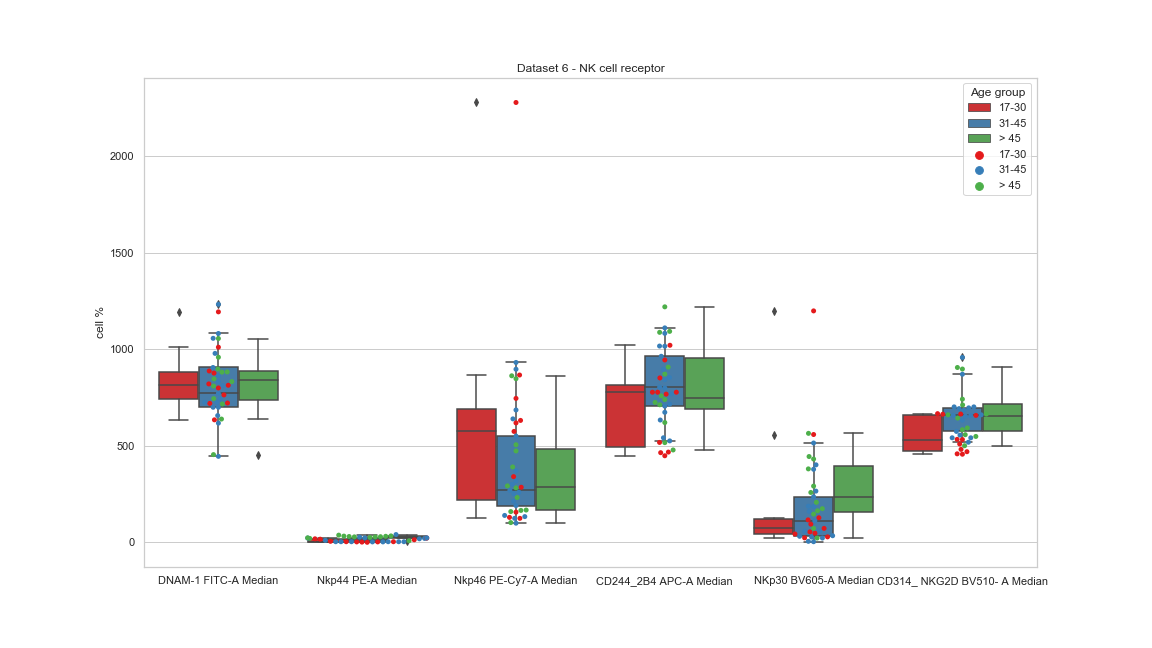 Dataset 6 - NK cell receptor
Age group
17-30
31-45
> 45
17-30
31-45
> 45
cell %
2000
1500
1000
500
0
DNAM-1 FITC-A Median
Nkp44 PE-A Median
Nkp46 PE-Cy7-A Median
CD244_2B4 APC-A Median
NKp30 BV605-A Median
CD314_ NKG2D BV510- A Median